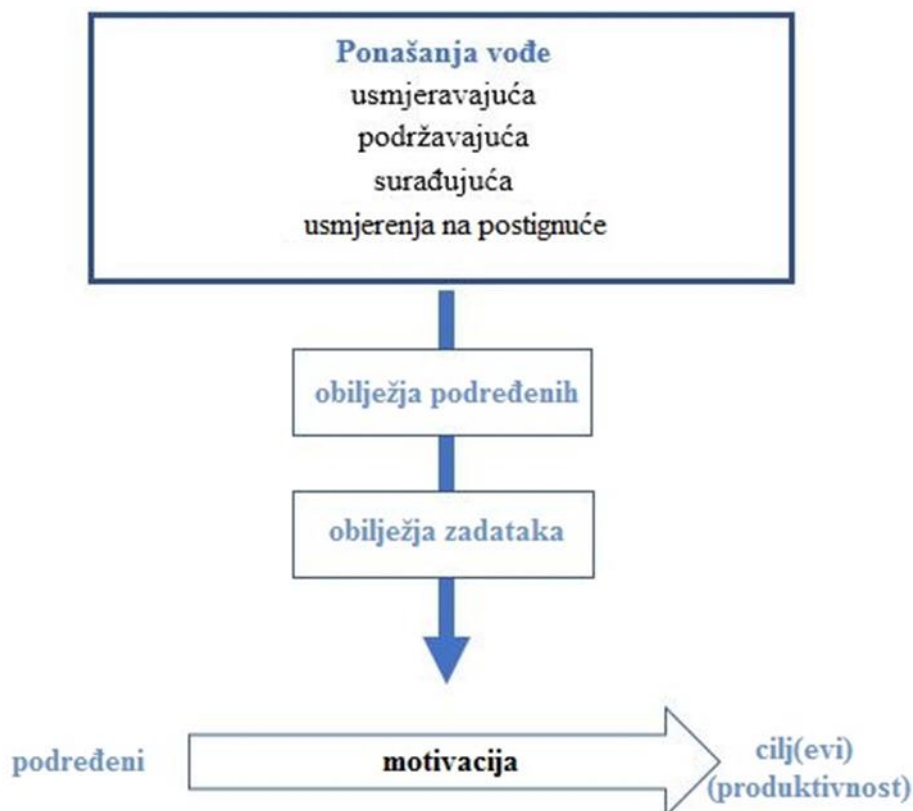 Ponašanja vođe
usmjeravajuća
podržavajuća
surađujuća
usmjerenja na postignuće
obilježja podređenih
obilježja zadataka
podređeni
motivacija
cilj(evi)
(produktivnost)